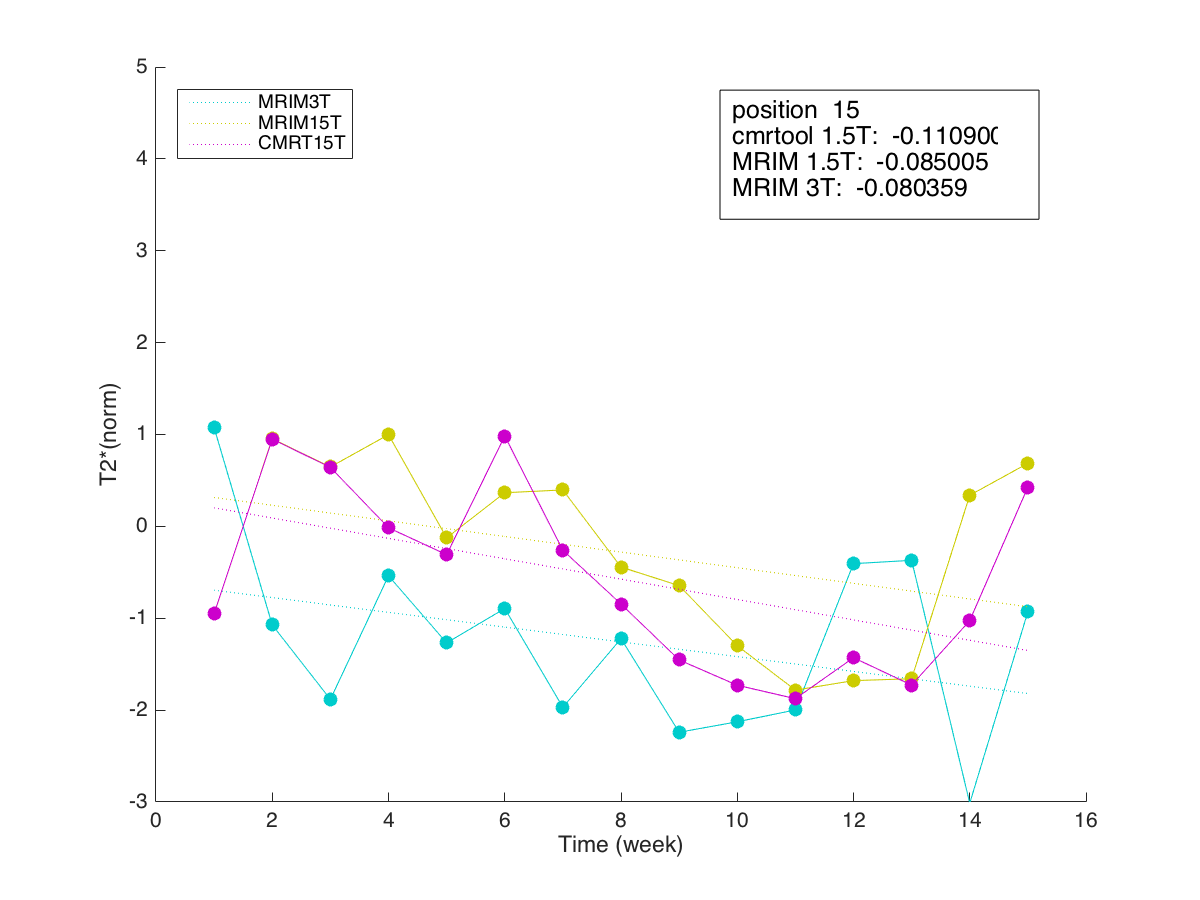 5
4
3
2
1
0
-1
-2
-3
0 2 4 6 8 10 12 14 16
T2*(norm)
Time (week)
MRIM3T
MRIM15T
CMRT15T
position 15
cmrtool 1.5T: -0.11090
MRIM 1.5T: -0.085005
MRIM 3T: -0.080359